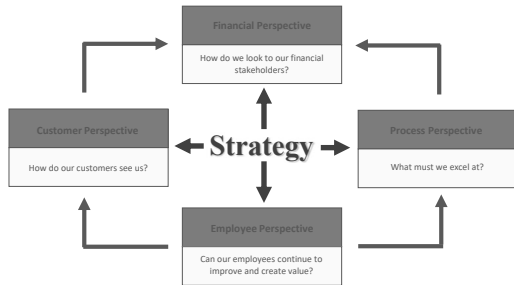 Financial Perspective
How do we look to our financial
stakeholders?
Customer Perspective
How do our customers see us?
Strategy
Process Perspective
What must we excel at?
Employee Perspective
Can our employees continue to
improve and create value?